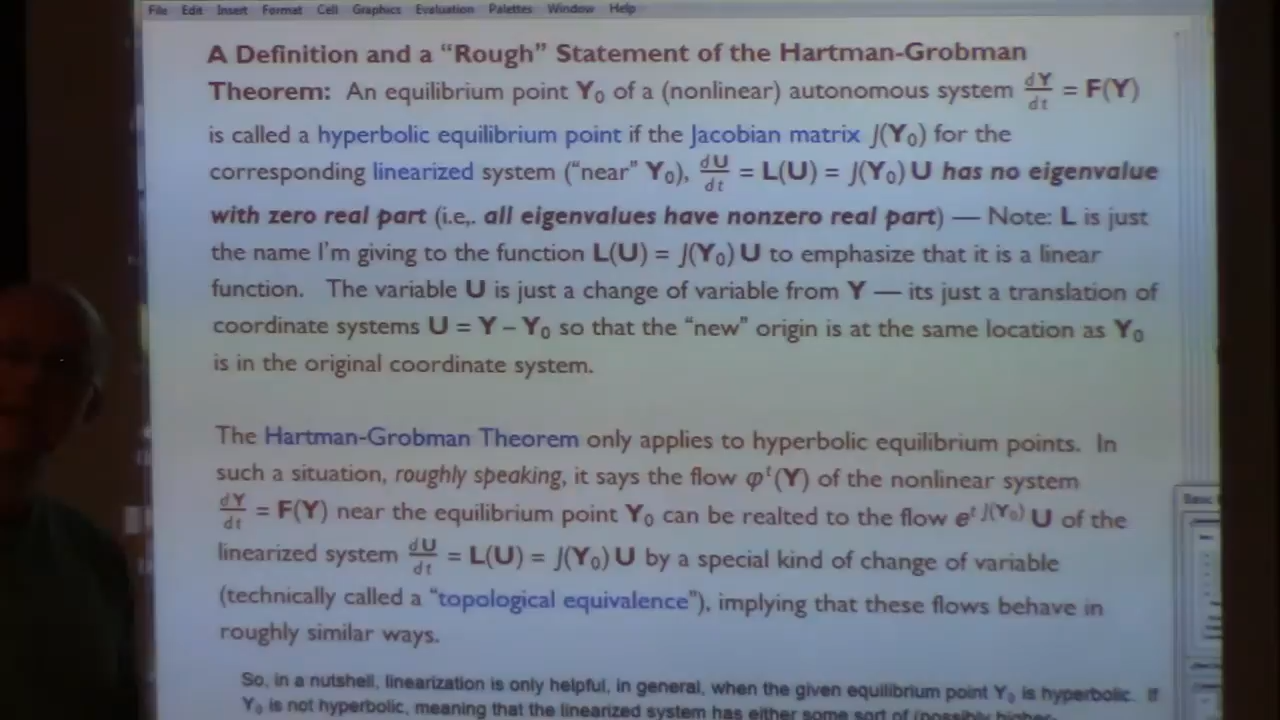 File Edit Insert Format Cell Graphics Evaluation Palettes Window Help
A Definition and a “Rough” Statement of the Hartman-Grobman
Theorem: An equilibrium point Y₀ of a (nonlinear) autonomous system dY/dt = F(Y)
is called a hyperbolic equilibrium point if the Jacobian matrix J(Y₀) for the
corresponding linearized system (“near” Y₀), dU/dt = L(U) = J(Y₀) U has no eigenvalue
with zero real part (i.e,. all eigenvalues have nonzero real part) — Note: L is just
the name I'm giving to the function L(U) = J(Y₀) U to emphasize that it is a linear
function. The variable U is just a change of variable from Y — its just a translation of
coordinate systems U = Y – Y₀ so that the “new” origin is at the same location as Y₀
is in the original coordinate system.
The Hartman-Grobman Theorem only applies to hyperbolic equilibrium points. In
such a situation, roughly speaking, it says the flow φᵗ(Y) of the nonlinear system
dY/dt = F(Y) near the equilibrium point Y₀ can be realted to the flow e^{t J(Y₀)} U of the
linearized system dU/dt = L(U) = J(Y₀) U by a special kind of change of variable
(technically called a “topological equivalence”), implying that these flows behave in
roughly similar ways.
So, in a nutshell, linearization is only helpful, in general, when the given equilibrium point Y₀ is hyperbolic. If
Y₀ is not hyperbolic, meaning that the linearized system has either some sort of (possibly higher-